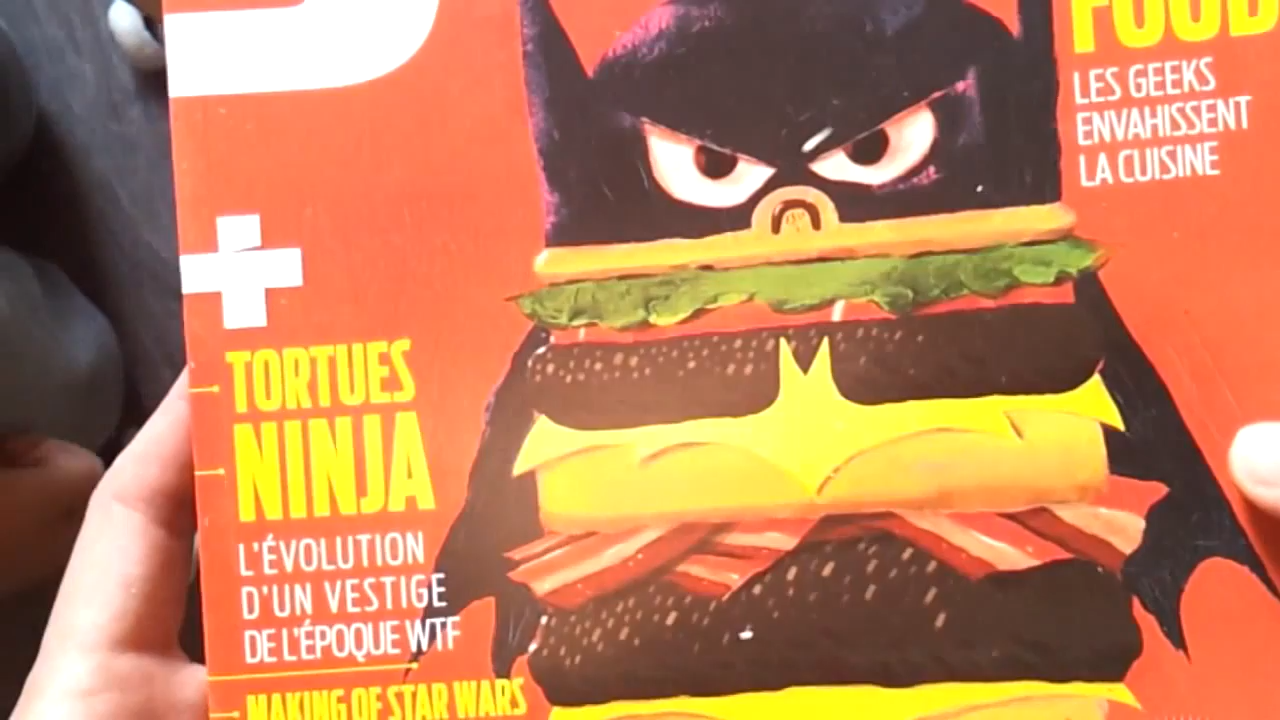 FOOD
LES GEEKS
ENVAHISSENT
LA CUISINE
+
TORTUES
NINJA
L'ÉVOLUTION
D'UN VESTIGE
DE L'ÉPOQUE WTF
MAKING OF STAR WARS